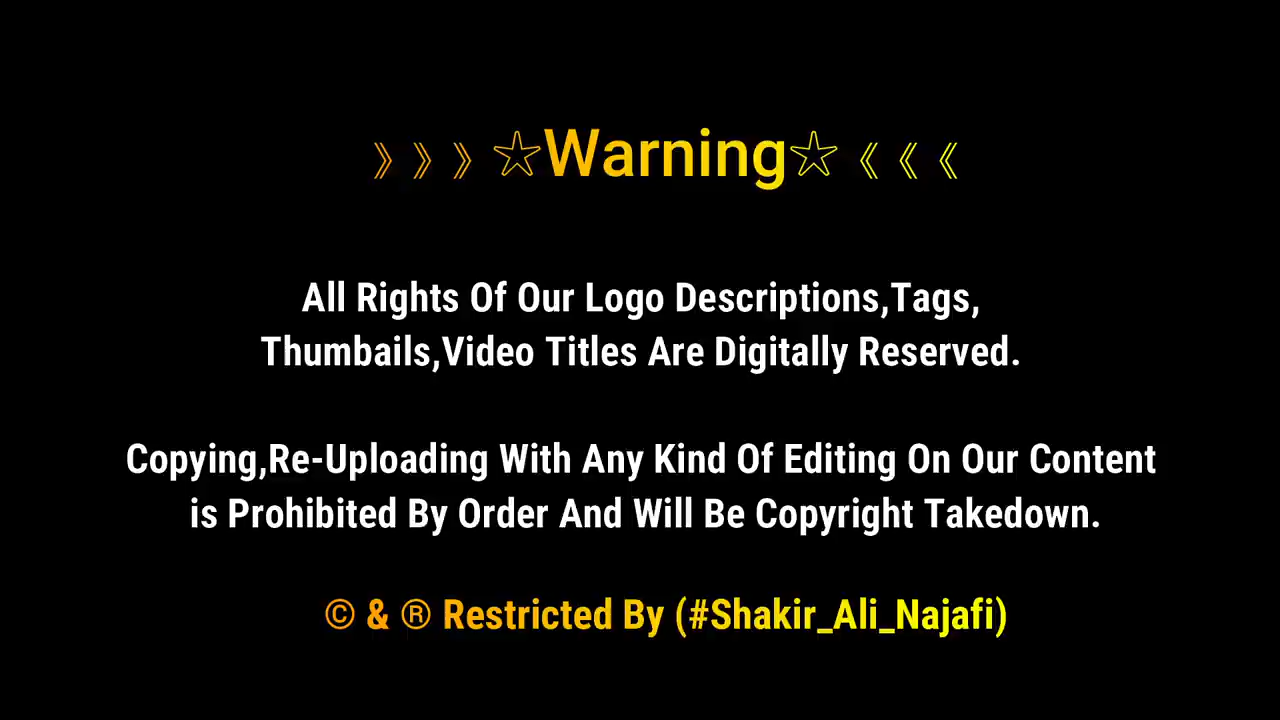 》》》☆Warning☆《《《
All Rights Of Our Logo Descriptions,Tags,
Thumbails,Video Titles Are Digitally Reserved.
Copying,Re-Uploading With Any Kind Of Editing On Our Content
is Prohibited By Order And Will Be Copyright Takedown.
© & ® Restricted By (#Shakir_Ali_Najafi)